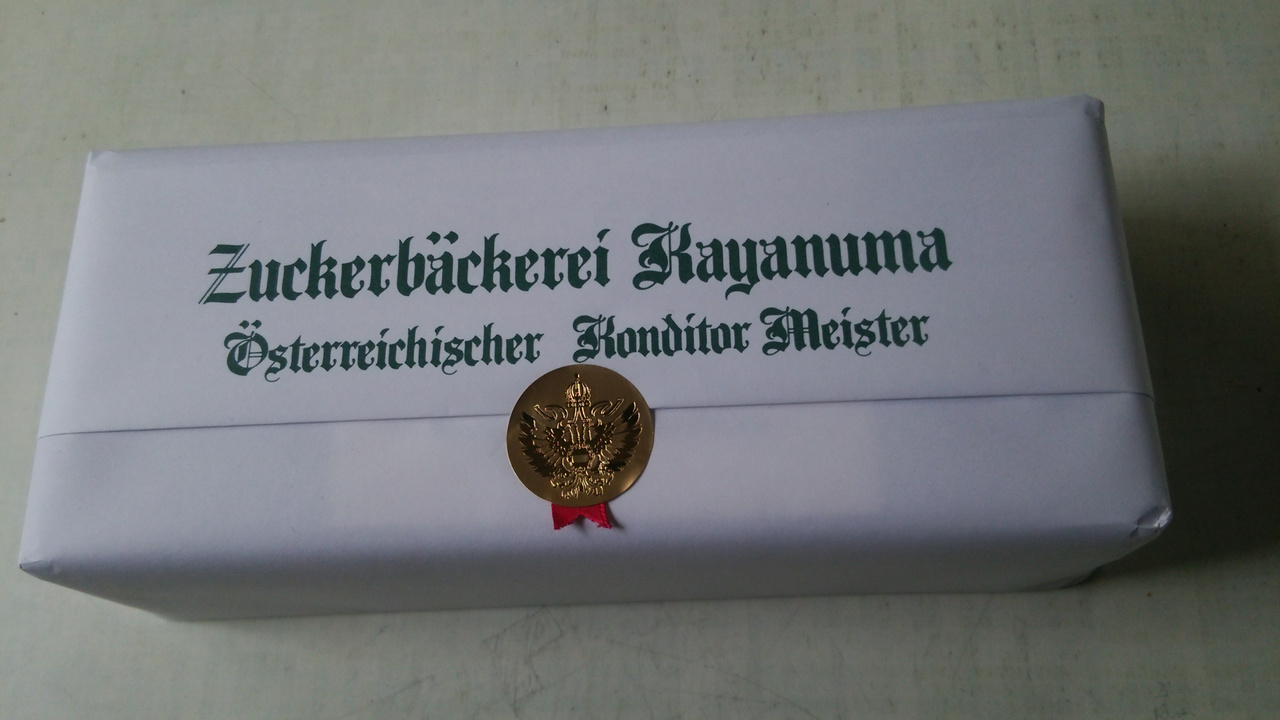 Zuckerbäckerei Kayanuma
Österreichischer Konditor Meister